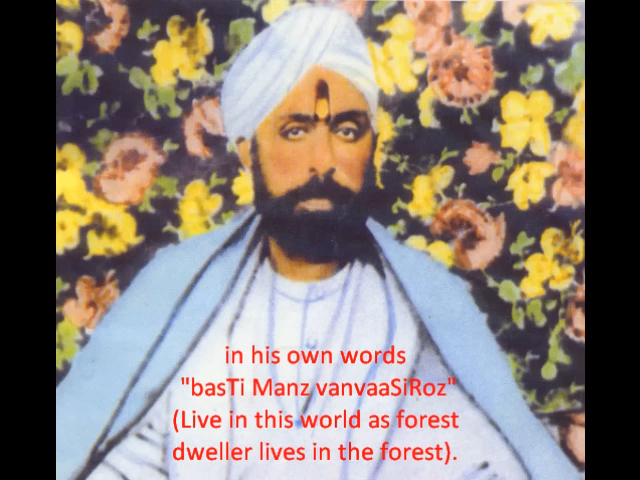 in his own words
"basTi Manz vanvaaSiRoz"
(Live in this world as forest
dweller lives in the forest).